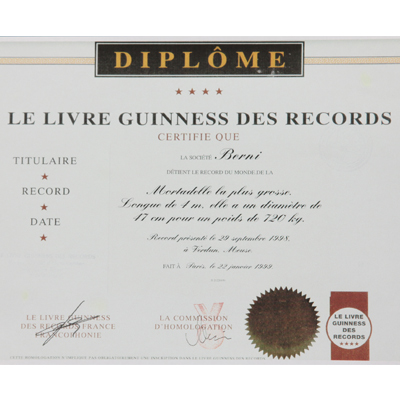 DIPLÔME
LE LIVRE GUINNESS DES RECORDS
CERTIFIE QUE
TITULAIRE
LA SOCIÉTÉ Berni
DÉTIENT LE RECORD DU MONDE DE LA
RECORD
Mortadelle la plus grosse.
Longue de 4 m, elle a un diamètre de
DATE
47 cm pour un poids de 720 kg.
Record présenté le 29 septembre 1998,
à Verdun, Meuse.
FAIT À Paris, le 22 janvier 1999
LE LIVRE GUINNESS
DES RECORDS FRANCE
FRANCOPHONIE
LA COMMISSION
D'HOMOLOGATION
LE LIVRE
GUINNESS
DES
RECORDS